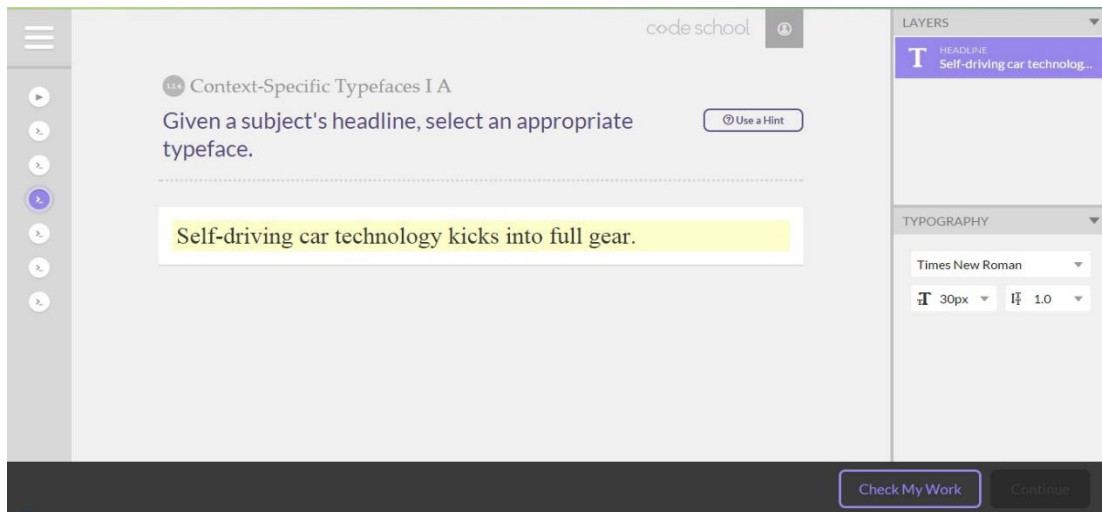 code school
LAYERS
T HEADLINE
Self-driving car technolog...
1.3.4 Context-Specific Typefaces I A
Given a subject's headline, select an appropriate
typeface.
Use a Hint
Self-driving car technology kicks into full gear.
TYPOGRAPHY
Times New Roman
30px 1.0
Check My Work Continue